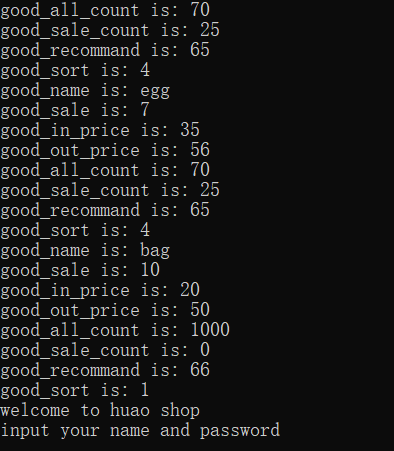 good_all_count is: 70
good_sale_count is: 25
good_recommand is: 65
good_sort is: 4
good_name is: egg
good_sale is: 7
good_in_price is: 35
good_out_price is: 56
good_all_count is: 70
good_sale_count is: 25
good_recommand is: 65
good_sort is: 4
good_name is: bag
good_sale is: 10
good_in_price is: 20
good_out_price is: 50
good_all_count is: 1000
good_sale_count is: 0
good_recommand is: 66
good_sort is: 1
welcome to huao shop
input your name and password